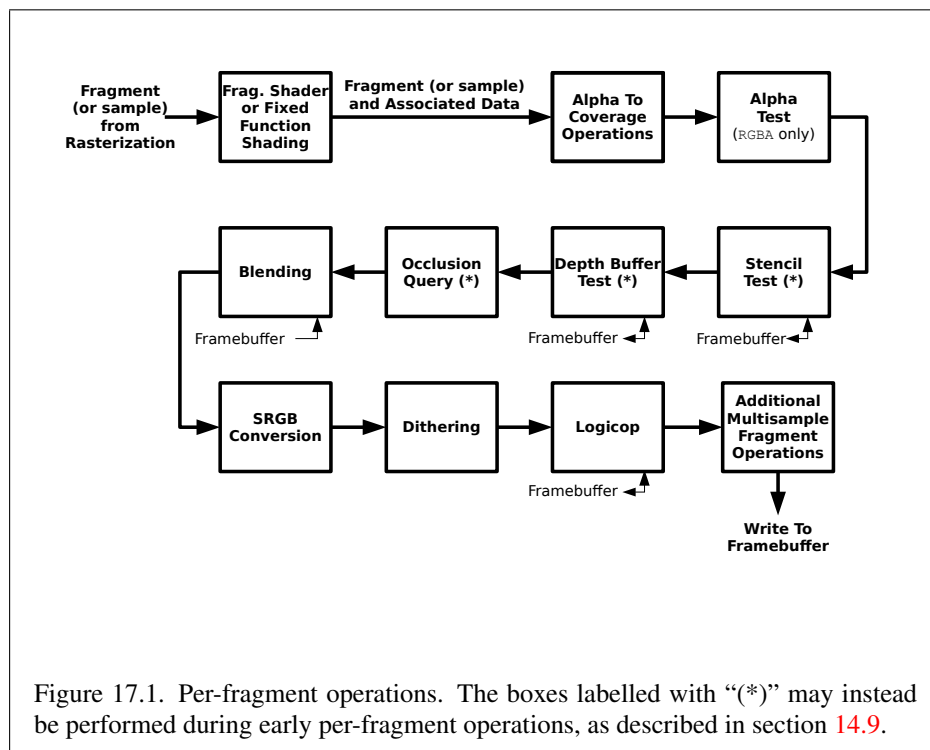 Fragment
(or sample)
from
Rasterization
Frag. Shader
or Fixed
Function
Shading
Fragment (or sample)
and Associated Data
Alpha To
Coverage
Operations
Alpha
Test
(RGBA only)
Blending
Occlusion
Query (*)
Depth Buffer
Test (*)
Stencil
Test (*)
Framebuffer
Framebuffer
Framebuffer
SRGB
Conversion
Dithering
Logicop
Additional
Multisample
Fragment
Operations
Framebuffer
Write To
Framebuffer
Figure 17.1. Per-fragment operations. The boxes labelled with “(*)” may instead
be performed during early per-fragment operations, as described in section 14.9.